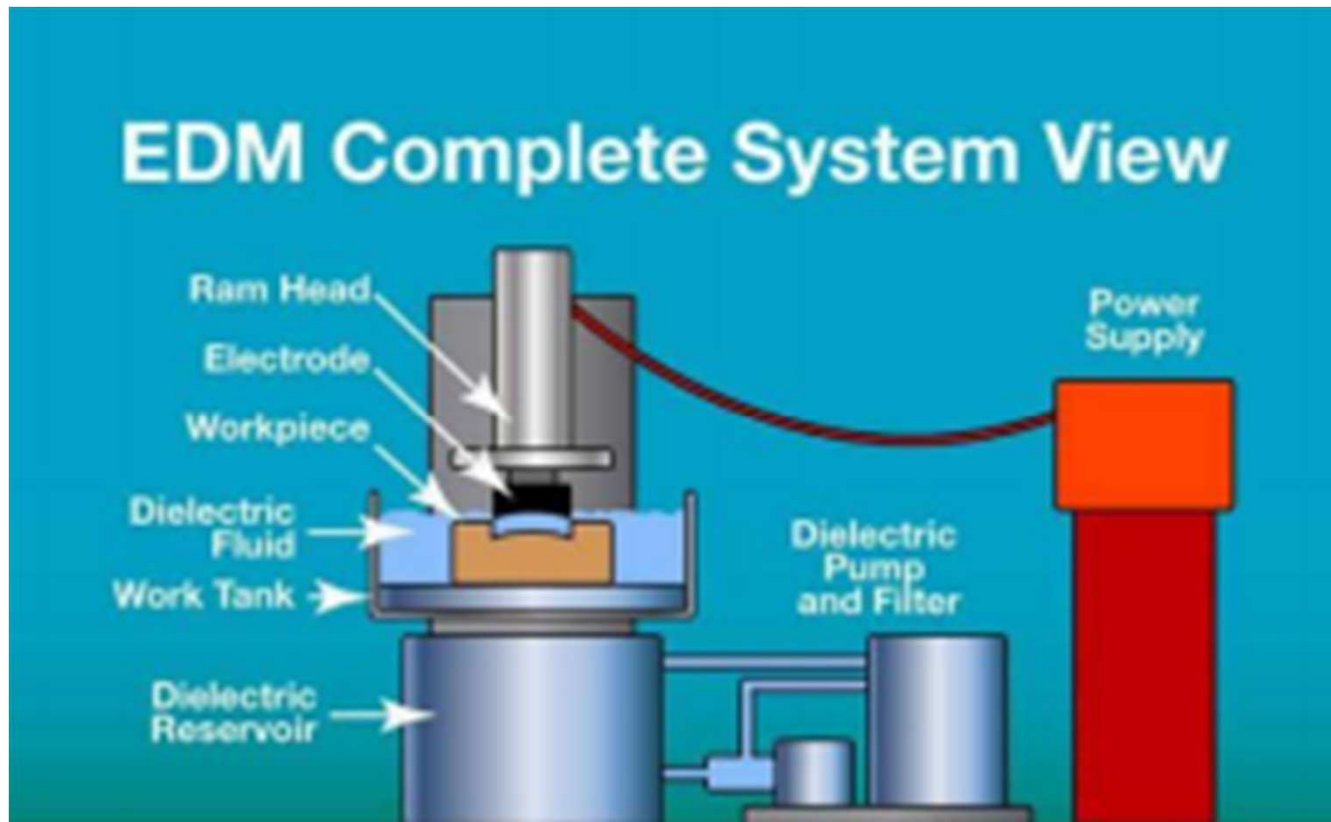 EDM Complete System View
Ram Head
Electrode
Workpiece
Dielectric
Fluid
Work Tank
Dielectric
Reservoir
Power
Supply
Dielectric
Pump
and Filter